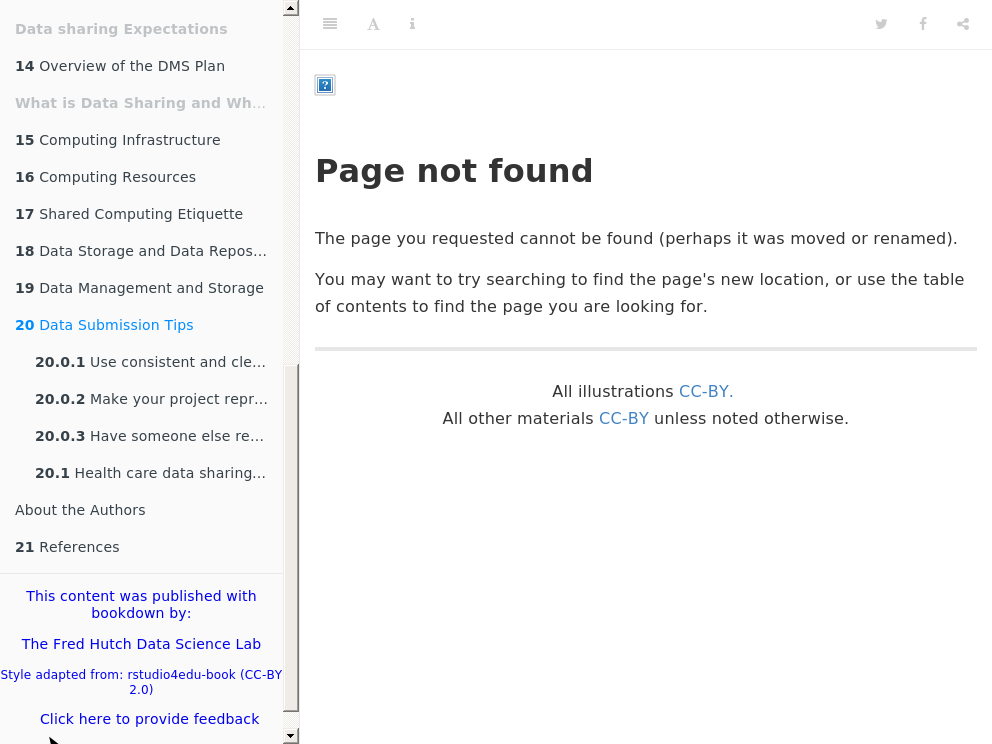 Data sharing Expectations
14 Overview of the DMS Plan
What is Data Sharing and Wh...
15 Computing Infrastructure
16 Computing Resources
17 Shared Computing Etiquette
18 Data Storage and Data Repos...
19 Data Management and Storage
20 Data Submission Tips
20.0.1 Use consistent and cle...
20.0.2 Make your project repr...
20.0.3 Have someone else re...
20.1 Health care data sharing...
About the Authors
21 References
This content was published with
bookdown by:
The Fred Hutch Data Science Lab
Style adapted from: rstudio4edu-book (CC-BY
2.0)
Click here to provide feedback
Page not found
The page you requested cannot be found (perhaps it was moved or renamed).
You may want to try searching to find the page's new location, or use the table
of contents to find the page you are looking for.
All illustrations CC-BY.
All other materials CC-BY unless noted otherwise.